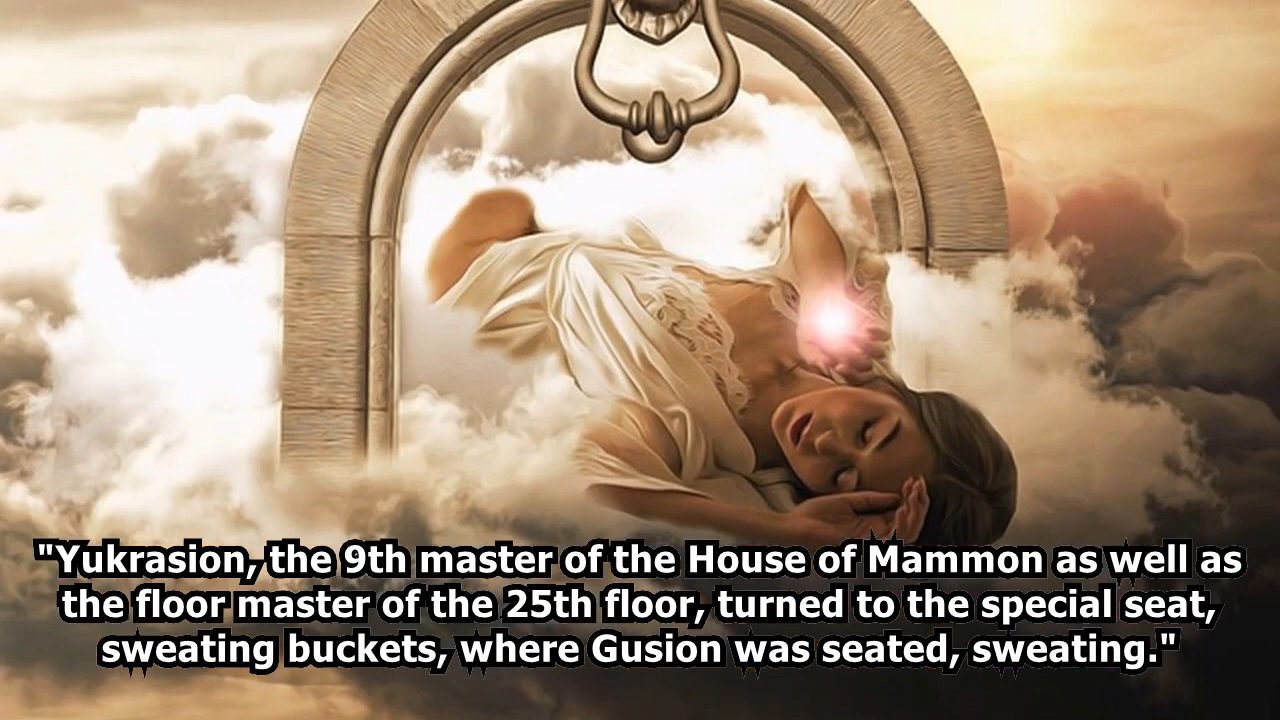 "Yukrasion, the 9th master of the House of Mammon as well as
the floor master of the 25th floor, turned to the special seat,
sweating buckets, where Gusion was seated, sweating."